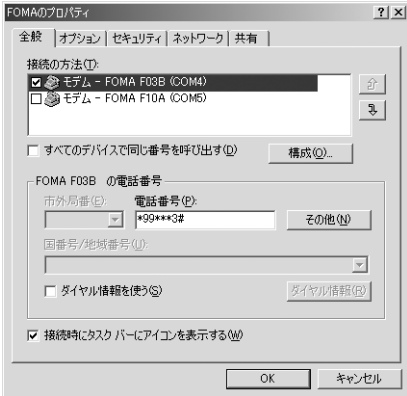 FOMAのプロパティ
全般 オプション セキュリティ ネットワーク 共有
接続の方法(T):
モデム - FOMA F03B (COM4)
モデム - FOMA F10A (COM5)
すべてのデバイスで同じ番号を呼び出す(D) 構成(O)...
FOMA F03B の電話番号
市外局番(E): 電話番号(P):
*99***3# その他(N)
国番号/地域番号(U):
ダイヤル情報を使う(S) ダイヤル情報(R)
接続時にタスク バーにアイコンを表示する(W)
OK キャンセル